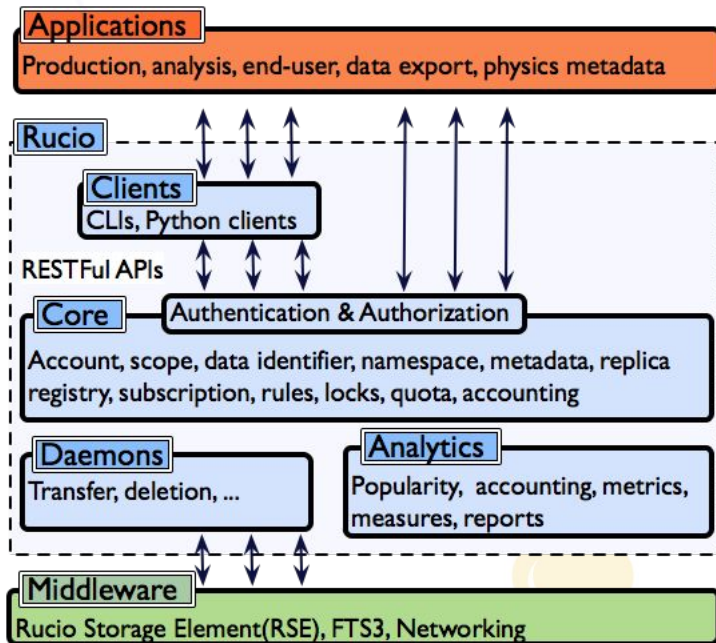 Applications
Production, analysis, end-user, data export, physics metadata
Rucio
Clients
CLIs, Python clients
RESTFul APIs
Core
Authentication & Authorization
Account, scope, data identifier, namespace, metadata, replica
registry, subscription, rules, locks, quota, accounting
Daemons
Transfer, deletion, ...
Analytics
Popularity, accounting, metrics,
measures, reports
Middleware
Rucio Storage Element(RSE), FTS3, Networking